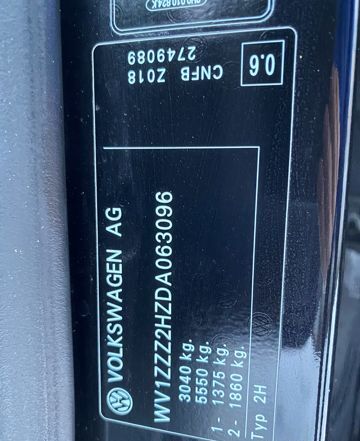 2H0010824K
VOLKSWAGEN AG
WV1ZZZ2HZDA063096
3040 kg.
5550 kg.
1- 1375 kg.
2- 1860 kg.
Typ 2H
CNFB Z018
2749089
0.6